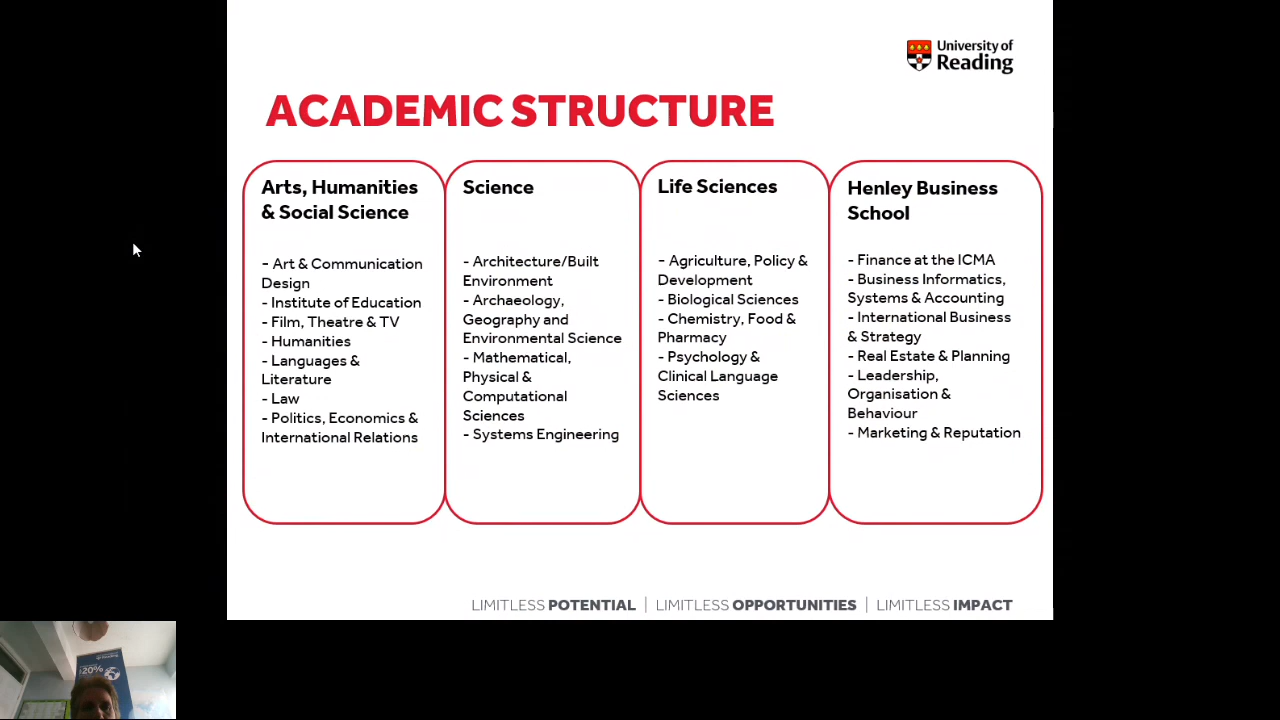 University of
Reading
ACADEMIC STRUCTURE
Arts, Humanities
& Social Science
- Art & Communication
Design
- Institute of Education
- Film, Theatre & TV
- Humanities
- Languages &
Literature
- Law
- Politics, Economics &
International Relations
Science
- Architecture/Built
Environment
- Archaeology,
Geography and
Environmental Science
- Mathematical,
Physical &
Computational
Sciences
- Systems Engineering
Life Sciences
- Agriculture, Policy &
Development
- Biological Sciences
- Chemistry, Food &
Pharmacy
- Psychology &
Clinical Language
Sciences
Henley Business
School
- Finance at the ICMA
- Business Informatics,
Systems & Accounting
- International Business
& Strategy
- Real Estate & Planning
- Leadership,
Organisation &
Behaviour
- Marketing & Reputation
LIMITLESS POTENTIAL | LIMITLESS OPPORTUNITIES | LIMITLESS IMPACT
Reading
20%